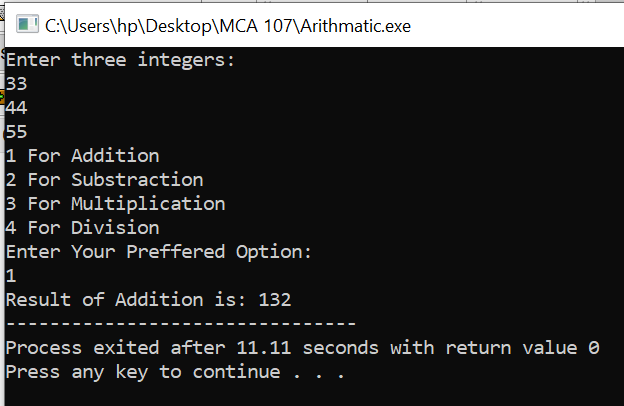 C:\Users\hp\Desktop\MCA 107\Arithmatic.exe
Enter three integers:
33
44
55
1 For Addition
2 For Substraction
3 For Multiplication
4 For Division
Enter Your Preffered Option:
1
Result of Addition is: 132
--------------------------------
Process exited after 11.11 seconds with return value 0
Press any key to continue . . .